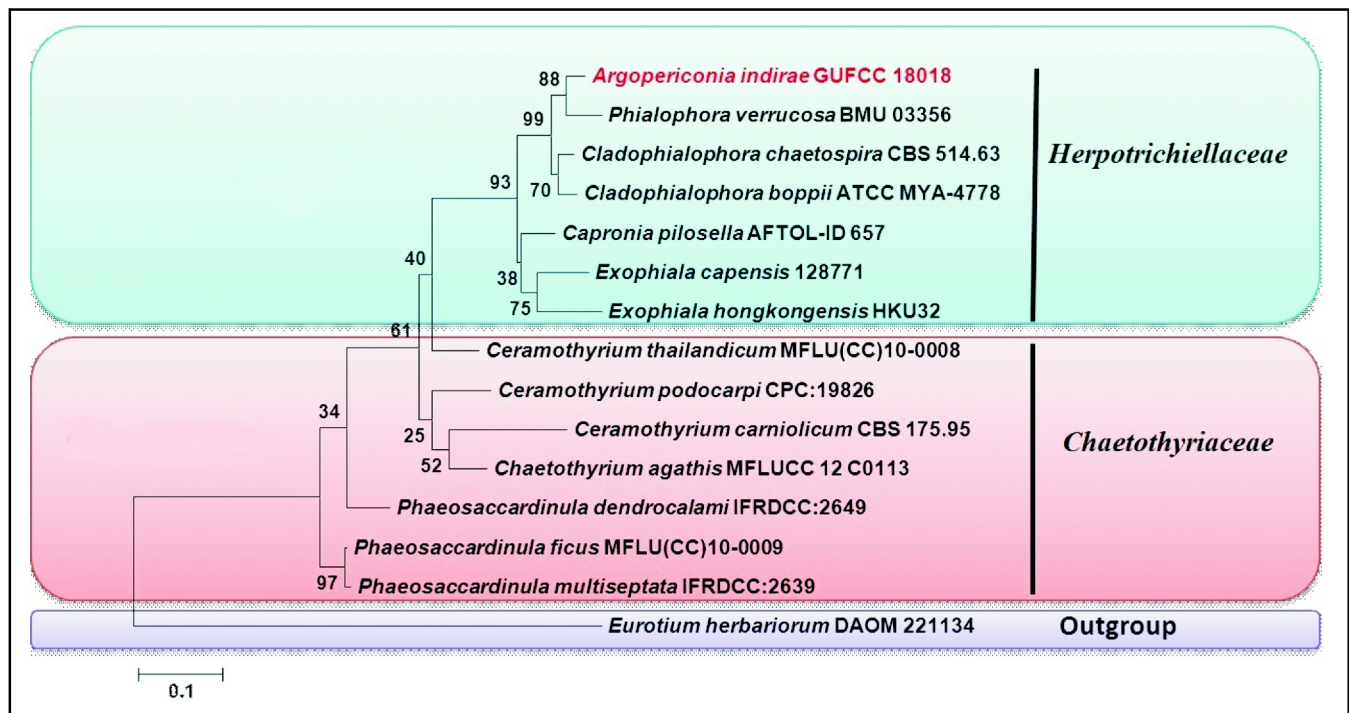 88
Argopericonia indirae GUFCC 18018
Phialophora verrucosa BMU 03356
99
Cladophialophora chaetospira CBS 514.63
Herpotrichiellaceae
93
70
Cladophialophora boppii ATCC MYA-4778
Capronia pilosella AFTOL-ID 657
40
38
Exophiala capensis 128771
75
Exophiala hongkongensis HKU32
61
Ceramothyrium thailandicum MFLU(CC)10-0008
Ceramothyrium podocarpi CPC:19826
34
25
Ceramothyrium carniolicum CBS 175.95
Chaetothyriaceae
52
Chaetothyrium agathis MFLUCC 12 C0113
Phaeosaccardinula dendrocalami IFRDCC:2649
Phaeosaccardinula ficus MFLU(CC)10-0009
97
Phaeosaccardinula multiseptata IFRDCC:2639
Eurotium herbariorum DAOM 221134
Outgroup
0.1